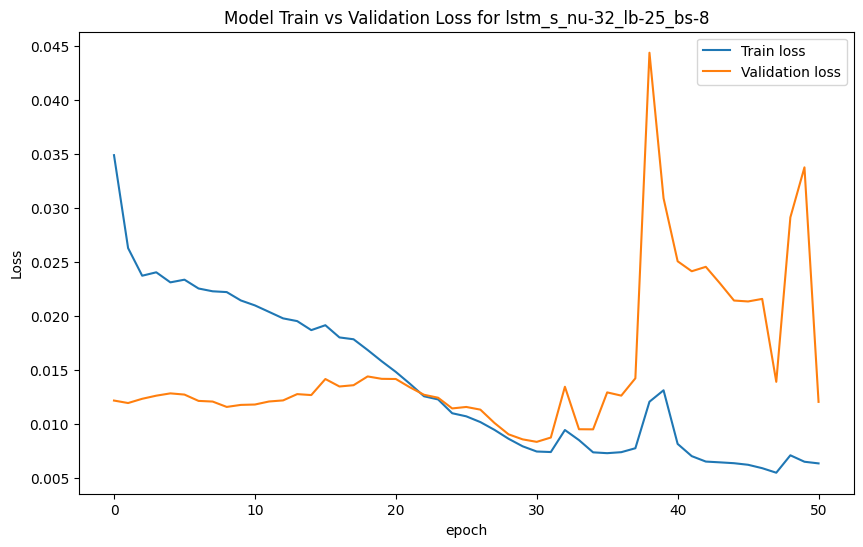 Model Train vs Validation Loss for lstm_s_nu-32_lb-25_bs-8
Train loss
Validation loss
0.045
0.040
0.035
0.030
0.025
0.020
0.015
0.010
0.005
Loss
0 10 20 30 40 50
epoch